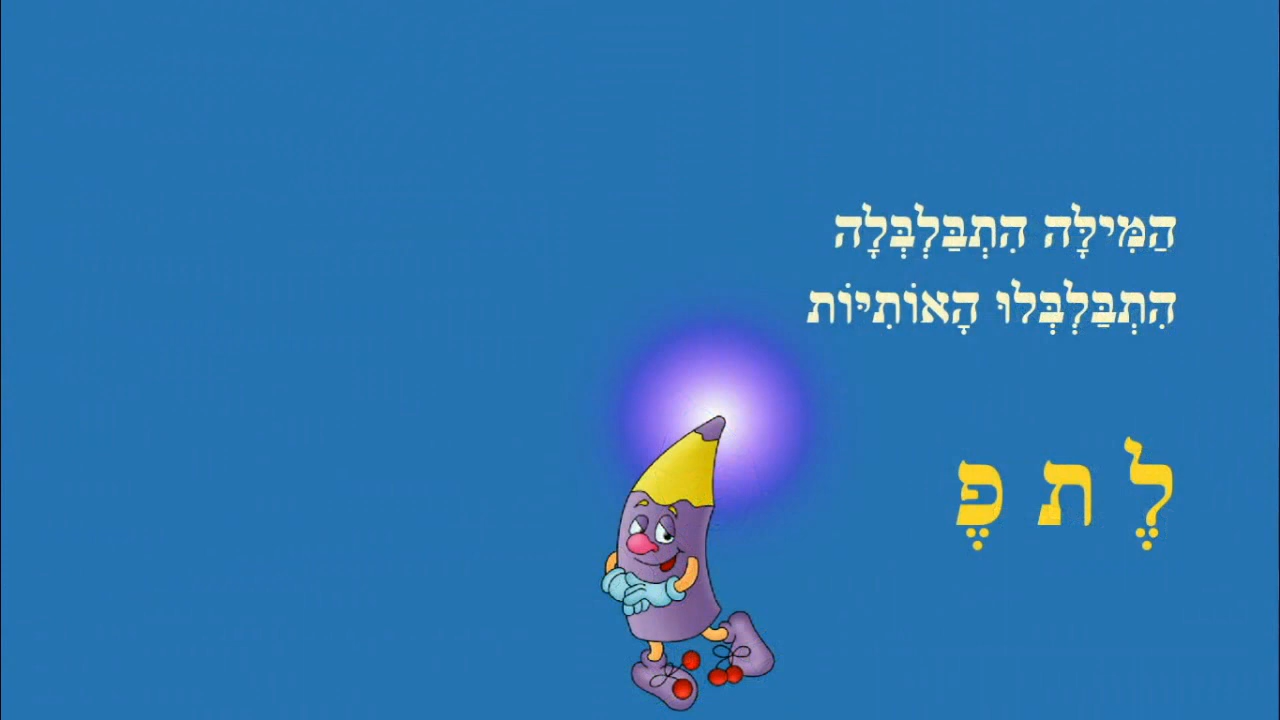 הַמִּילָּה הִתְבַּלְבְּלָה
הִתְבַּלְבְּלוּ הָאוֹתִיּוֹת
לֶ ת פֶ